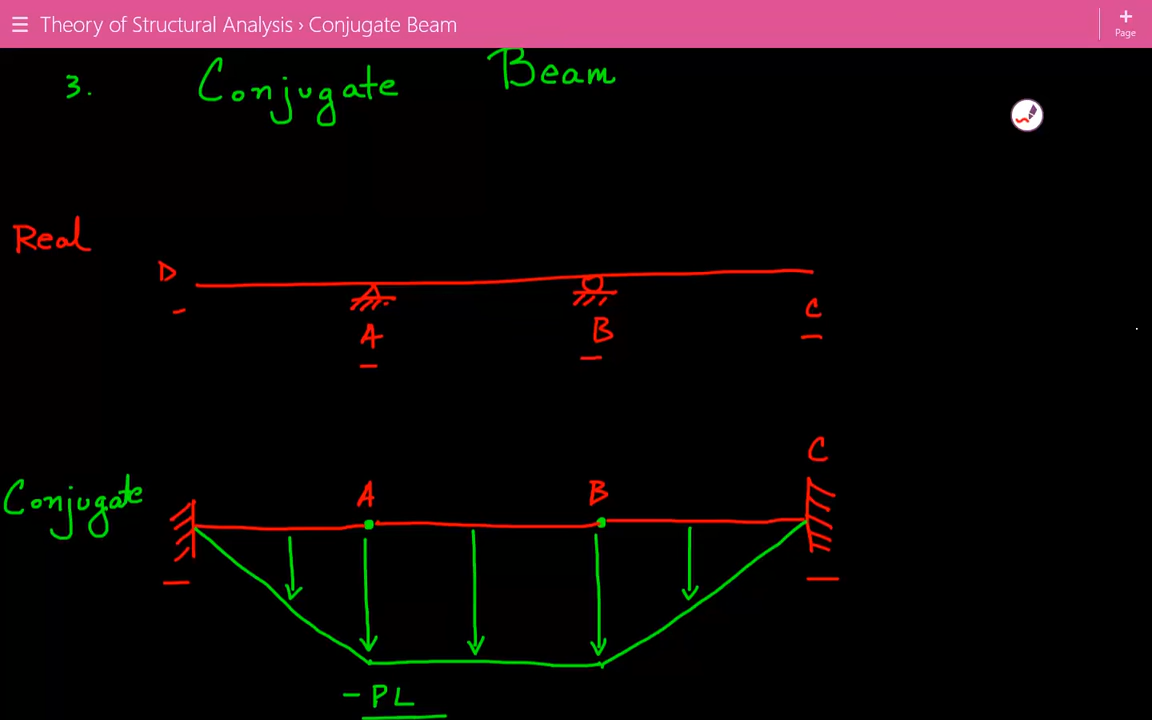 Theory of Structural Analysis › Conjugate Beam
Page
3. Conjugate Beam
Real
D
A
B
C
C
A
B
Conjugate
- PL